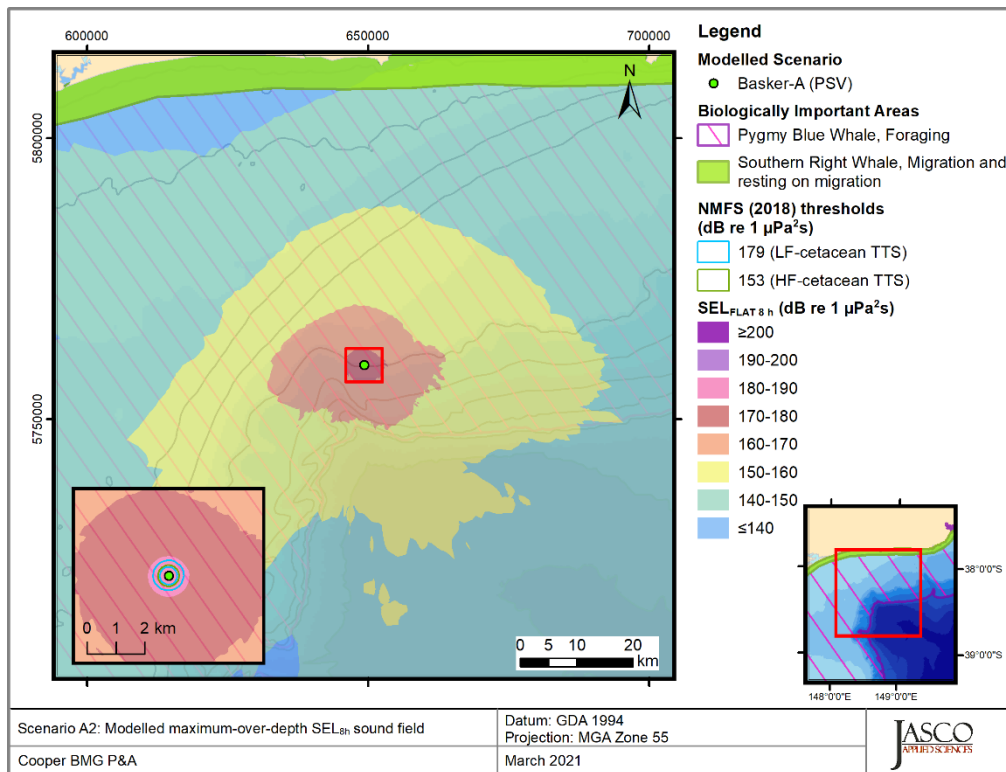 600000
650000
700000
5800000
5750000
N
0 1 2 km
0 5 10 20
km
Legend
Modelled Scenario
Basker-A (PSV)
Biologically Important Areas
Pygmy Blue Whale, Foraging
Southern Right Whale, Migration and
resting on migration
NMFS (2018) thresholds
(dB re 1 µPa²s)
179 (LF-cetacean TTS)
153 (HF-cetacean TTS)
SEL_FLAT 8 h (dB re 1 µPa²s)
≥200
190-200
180-190
170-180
160-170
150-160
140-150
≤140
38°0'0"S
39°0'0"S
148°0'0"E
149°0'0"E
Scenario A2: Modelled maximum-over-depth SEL8h sound field
Datum: GDA 1994
Projection: MGA Zone 55
Cooper BMG P&A
March 2021
JASCO
APPLIED SCIENCES